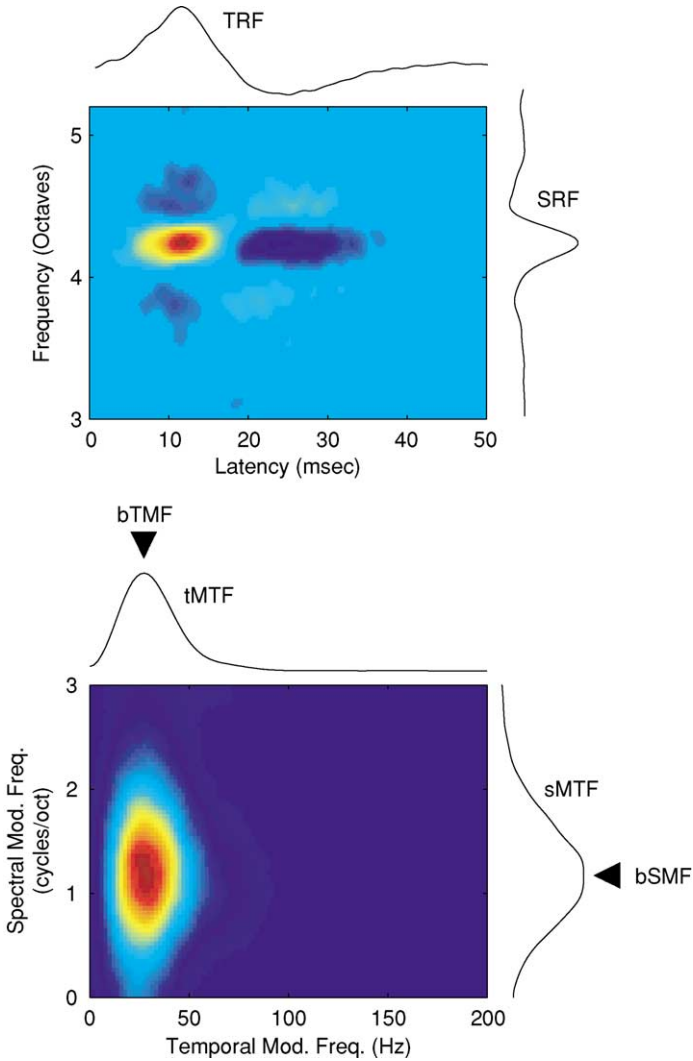 TRF
5
4
3
Frequency (Octaves)
SRF
0 10 20 30 40 50
Latency (msec)
bTMF
tMTF
3
2
1
0
Spectral Mod. Freq.
(cycles/oct)
sMTF
bSMF
0 50 100 150 200
Temporal Mod. Freq. (Hz)